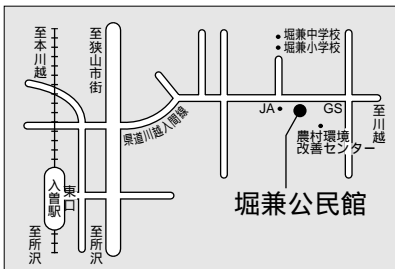 至本川越
至狭山市街
堀兼中学校
堀兼小学校
県道川越入間線
JA
GS
至川越
農村環境
改善センター
堀兼公民館
入曽駅
東口
至所沢
至所沢